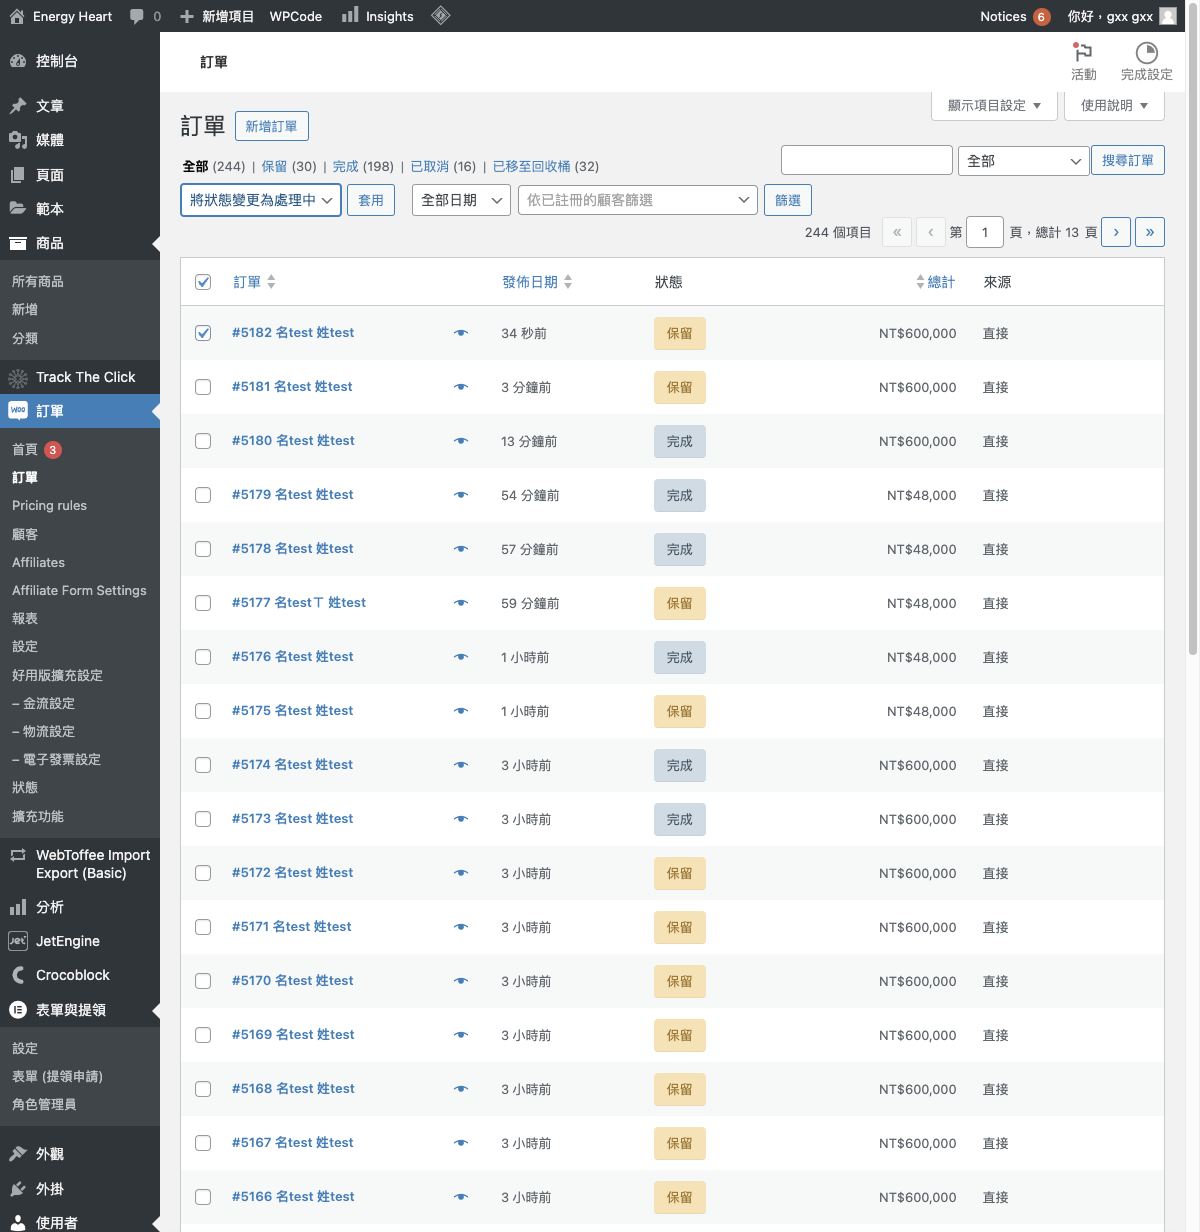 Energy Heart 0 新增項目 WPCode Insights Notices 6 你好，gxx gxx
控制台
文章
媒體
頁面
範本
商品
所有商品
新增
分類
Track The Click
woo 訂單
首頁 3
訂單
Pricing rules
顧客
Affiliates
Affiliate Form Settings
報表
設定
好用版擴充設定
– 金流設定
– 物流設定
– 電子發票設定
狀態
擴充功能
WebToffee Import
Export (Basic)
分析
Jet JetEngine
Crocoblock
表單與提領
設定
表單 (提領申請)
角色管理員
外觀
外掛
使用者
訂單
活動 完成設定
顯示項目設定 使用說明
訂單 新增訂單
全部 (244) | 保留 (30) | 完成 (198) | 已取消 (16) | 已移至回收桶 (32)
全部 搜尋訂單
將狀態變更為處理中 套用 全部日期 依已註冊的顧客篩選 篩選
244 個項目 « ‹ 第 1 頁，總計 13 頁 › »
訂單 發佈日期 狀態 總計 來源
#5182 名test 姓test 34 秒前 保留 NT$600,000 直接
#5181 名test 姓test 3 分鐘前 保留 NT$600,000 直接
#5180 名test 姓test 13 分鐘前 完成 NT$600,000 直接
#5179 名test 姓test 54 分鐘前 完成 NT$48,000 直接
#5178 名test 姓test 57 分鐘前 完成 NT$48,000 直接
#5177 名testㄒ 姓test 59 分鐘前 保留 NT$48,000 直接
#5176 名test 姓test 1 小時前 完成 NT$48,000 直接
#5175 名test 姓test 1 小時前 保留 NT$48,000 直接
#5174 名test 姓test 3 小時前 完成 NT$600,000 直接
#5173 名test 姓test 3 小時前 完成 NT$600,000 直接
#5172 名test 姓test 3 小時前 保留 NT$600,000 直接
#5171 名test 姓test 3 小時前 保留 NT$600,000 直接
#5170 名test 姓test 3 小時前 保留 NT$600,000 直接
#5169 名test 姓test 3 小時前 保留 NT$600,000 直接
#5168 名test 姓test 3 小時前 保留 NT$600,000 直接
#5167 名test 姓test 3 小時前 保留 NT$600,000 直接
#5166 名test 姓test 3 小時前 保留 NT$600,000 直接